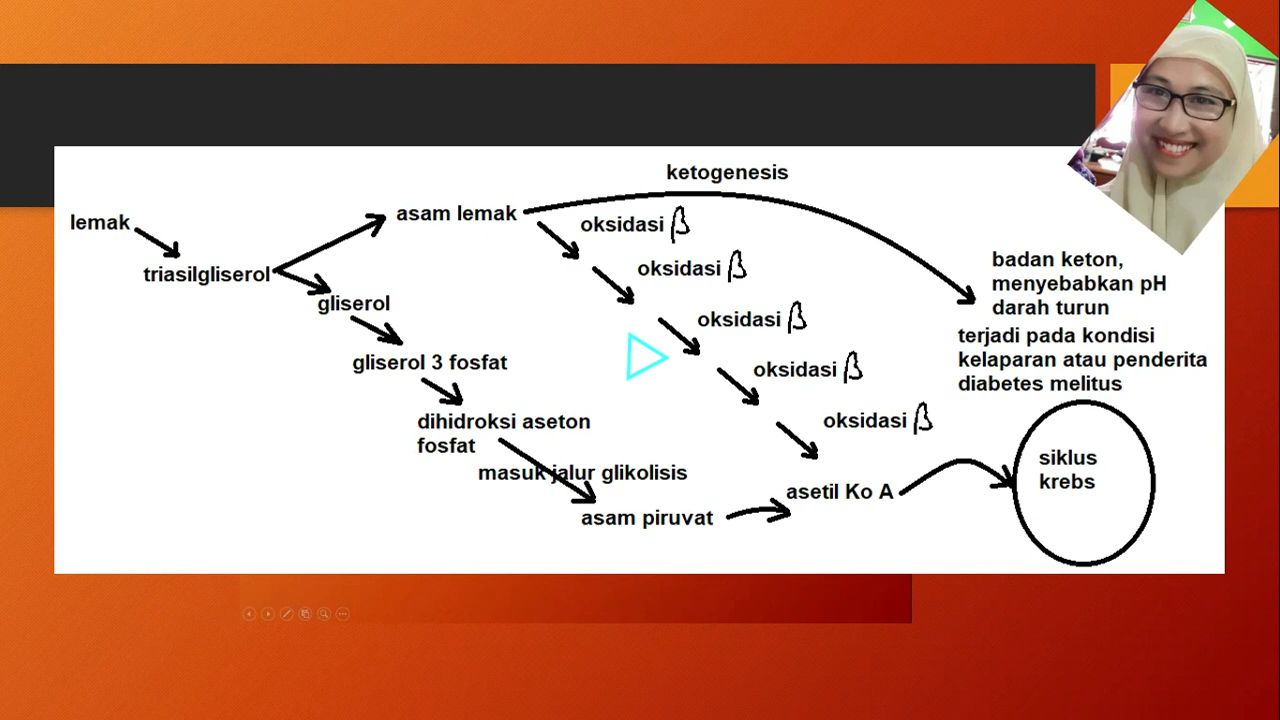 ketogenesis
lemak
asam lemak
oksidasi β
triasilgliserol
oksidasi β
gliserol
oksidasi β
gliserol 3 fosfat
oksidasi β
dihidroksi aseton
fosfat
oksidasi β
masuk jalur glikolisis
asam piruvat
asetil Ko A
badan keton,
menyebabkan pH
darah turun
terjadi pada kondisi
kelaparan atau penderita
diabetes melitus
siklus
krebs